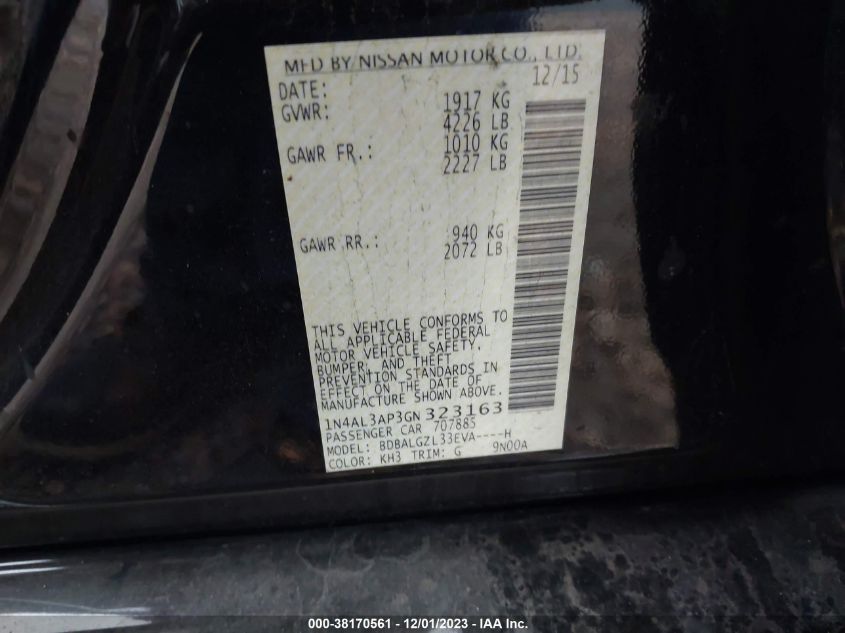 MFD BY NISSAN MOTOR CO., LTD.
DATE: 12/15
GVWR: 1917 KG
4226 LB
GAWR FR.: 1010 KG
2227 LB
GAWR RR.: 940 KG
2072 LB
THIS VEHICLE CONFORMS TO
ALL APPLICABLE FEDERAL
MOTOR VEHICLE SAFETY,
BUMPER, AND THEFT
PREVENTION STANDARDS IN
EFFECT ON THE DATE OF
MANUFACTURE SHOWN ABOVE.
1N4AL3AP3GN323163
PASSENGER CAR 707885
MODEL: BDBALGZL33EVA----H
COLOR: KH3 TRIM: G 9N00A
000-38170561 - 12/01/2023 - IAA Inc.